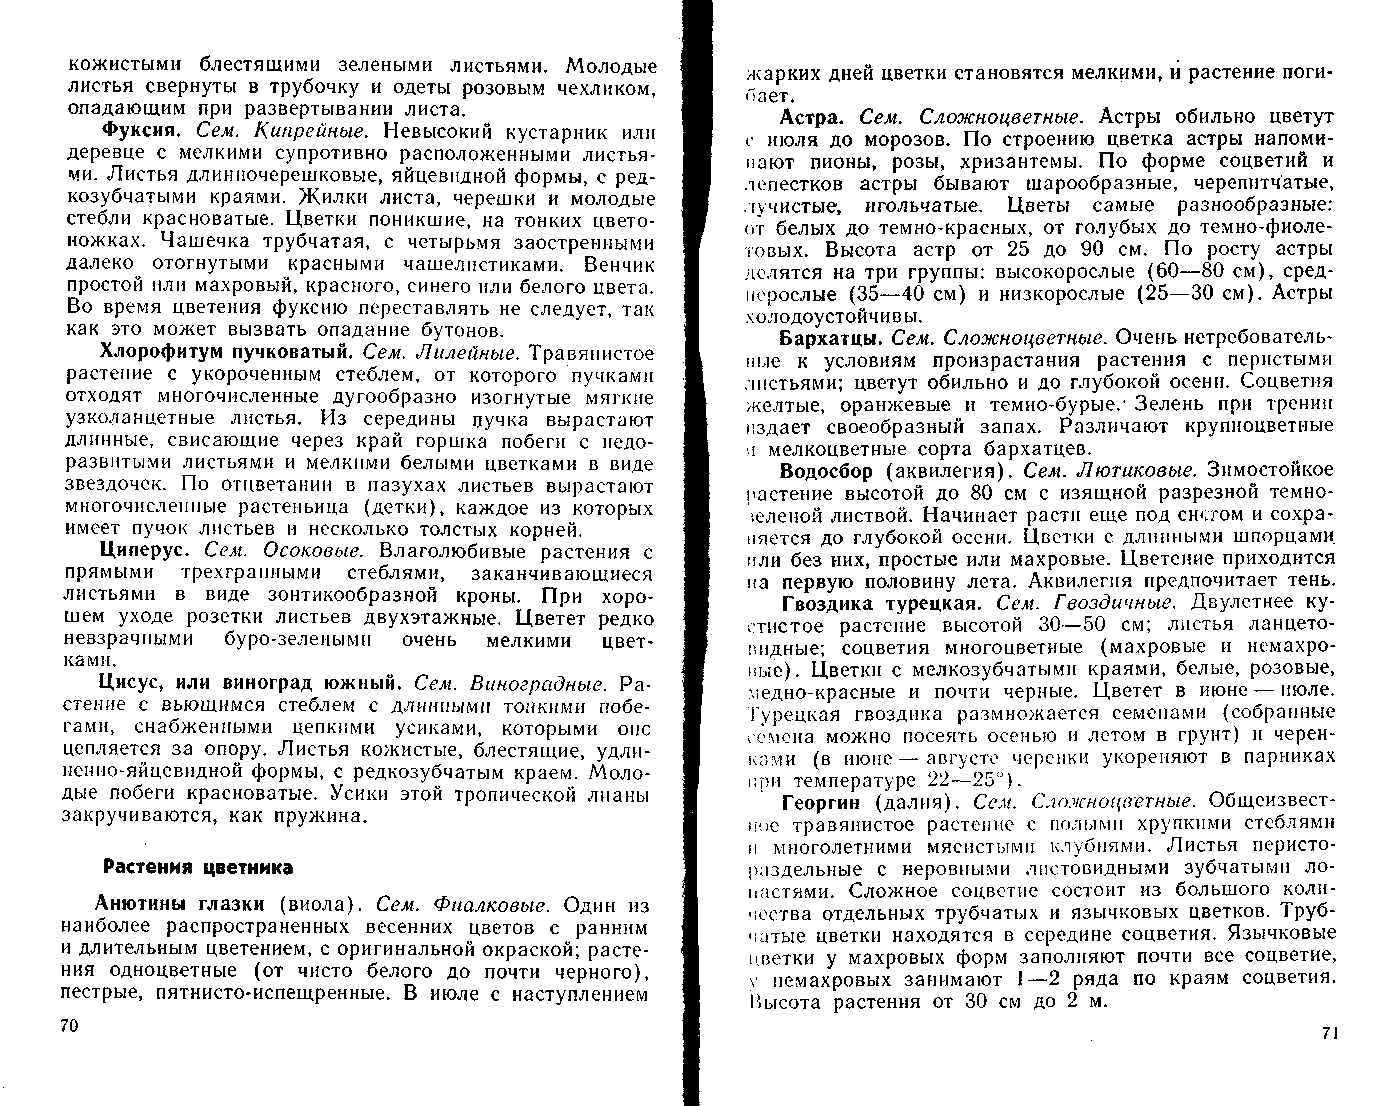 кожистыми блестящими зелеными листьями. Молодые
листья свернуты в трубочку и одеты розовым чехликом,
опадающим при развертывании листа.
Фуксия. Сем. Кипрейные. Невысокий кустарник или
деревце с мелкими супротивно расположенными листья-
ми. Листья длинночерешковые, яйцевидной формы, с ред-
козубчатыми краями. Жилки листа, черешки и молодые
стебли красноватые. Цветки поникшие, на тонких цвето-
ножках. Чашечка трубчатая, с четырьмя заостренными
далеко отогнутыми красными чашелистиками. Венчик
простой или махровый, красного, синего или белого цвета.
Во время цветения фуксию переставлять не следует, так
как это может вызвать опадание бутонов.
Хлорофитум пучковатый. Сем. Лилейные. Травянистое
растение с укороченным стеблем, от которого пучками
отходят многочисленные дугообразно изогнутые мягкие
узколанцетные листья. Из середины пучка вырастают
длинные, свисающие через край горшка побеги с недо-
развитыми листьями и мелкими белыми цветками в виде
звездочек. По отцветании в пазухах листьев вырастают
многочисленные растеньица (детки), каждое из которых
имеет пучок листьев и несколько толстых корней.
Циперус. Сем. Осоковые. Влаголюбивые растения с
прямыми трехгранными стеблями, заканчивающиеся
листьями в виде зонтикообразной кроны. При хоро-
шем уходе розетки листьев двухэтажные. Цветет редко
невзрачными буро-зелеными очень мелкими цвет-
ками.
Цисус, или виноград южный. Сем. Виноградные. Ра-
стение с вьющимся стеблем с длинными тонкими побе-
гами, снабженными цепкими усиками, которыми оно
цепляется за опору. Листья кожистые, блестящие, удли-
ненно-яйцевидной формы, с редкозубчатым краем. Моло-
дые побеги красноватые. Усики этой тропической лианы
закручиваются, как пружина.
Растения цветника
Анютины глазки (виола). Сем. Фиалковые. Один из
наиболее распространенных весенних цветов с ранним
и длительным цветением, с оригинальной окраской; расте-
ния одноцветные (от чисто белого до почти черного),
пестрые, пятнисто-испещренные. В июле с наступлением
70
жарких дней цветки становятся мелкими, и растение поги-
бает.
Астра. Сем. Сложноцветные. Астры обильно цветут
с июля до морозов. По строению цветка астры напоми-
нают пионы, розы, хризантемы. По форме соцветий и
лепестков астры бывают шарообразные, черепитчатые,
лучистые, игольчатые. Цветы самые разнообразные:
от белых до темно-красных, от голубых до темно-фиоле-
товых. Высота астр от 25 до 90 см. По росту астры
делятся на три группы: высокорослые (60—80 см), сред-
нерослые (35—40 см) и низкорослые (25—30 см). Астры
холодоустойчивы.
Бархатцы. Сем. Сложноцветные. Очень нетребователь-
ные к условиям произрастания растения с перистыми
листьями; цветут обильно и до глубокой осени. Соцветия
желтые, оранжевые и темно-бурые. Зелень при трении
издает своеобразный запах. Различают крупноцветные
и мелкоцветные сорта бархатцев.
Водосбор (аквилегия). Сем. Лютиковые. Зимостойкое
растение высотой до 80 см с изящной разрезной темно-
зеленой листвой. Начинает расти еще под снегом и сохра-
няется до глубокой осени. Цветки с длинными шпорцами
или без них, простые или махровые. Цветение приходится
на первую половину лета. Аквилегия предпочитает тень.
Гвоздика турецкая. Сем. Гвоздичные. Двулетнее ку-
стистое растение высотой 30—50 см; листья ланцето-
видные; соцветия многоцветные (махровые и немахро-
ные). Цветки с мелкозубчатыми краями, белые, розовые,
медно-красные и почти черные. Цветет в июне — июле.
Турецкая гвоздика размножается семенами (собранные
семена можно посеять осенью и летом в грунт) и черен-
ками (в июне — августе черенки укореняют в парниках
при температуре 22—25°).
Георгин (далия). Сем. Сложноцветные. Общеизвест-
ное травянистое растение с полыми хрупкими стеблями
и многолетними мясистыми клубнями. Листья перисто-
раздельные с неровными листовидными зубчатыми ло-
пастями. Сложное соцветие состоит из большого коли-
чества отдельных трубчатых и язычковых цветков. Труб-
чатые цветки находятся в середине соцветия. Язычковые
цветки у махровых форм заполняют почти все соцветие,
у немахровых занимают 1—2 ряда по краям соцветия.
Высота растения от 30 см до 2 м.
71